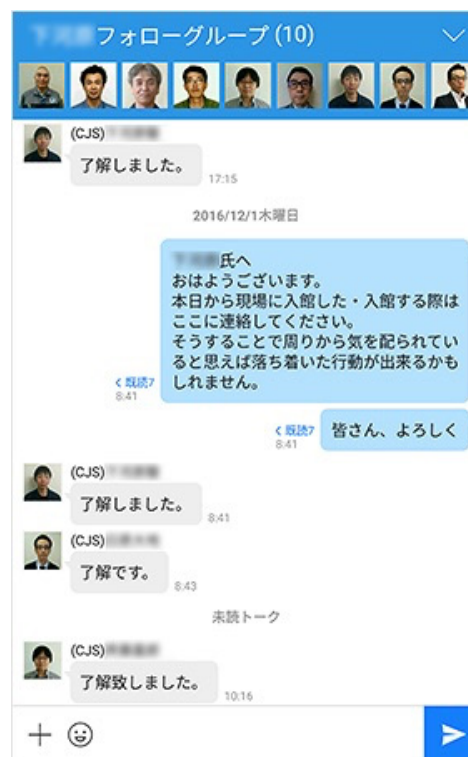 フォローグループ (10)
(CJS)
了解しました。
17:15
2016/12/1木曜日
氏へ
おはようございます。
本日から現場に入館した・入館する際は
ここに連絡してください。
そうすることで周りから気を配られてい
ると思えば落ち着いた行動が出来るかも
しれません。
既読7
8:41
皆さん、よろしく
既読7
8:41
(CJS)
了解しました。
8:41
(CJS)
了解です。
8:43
未読トーク
(CJS)
了解致しました。
10:16